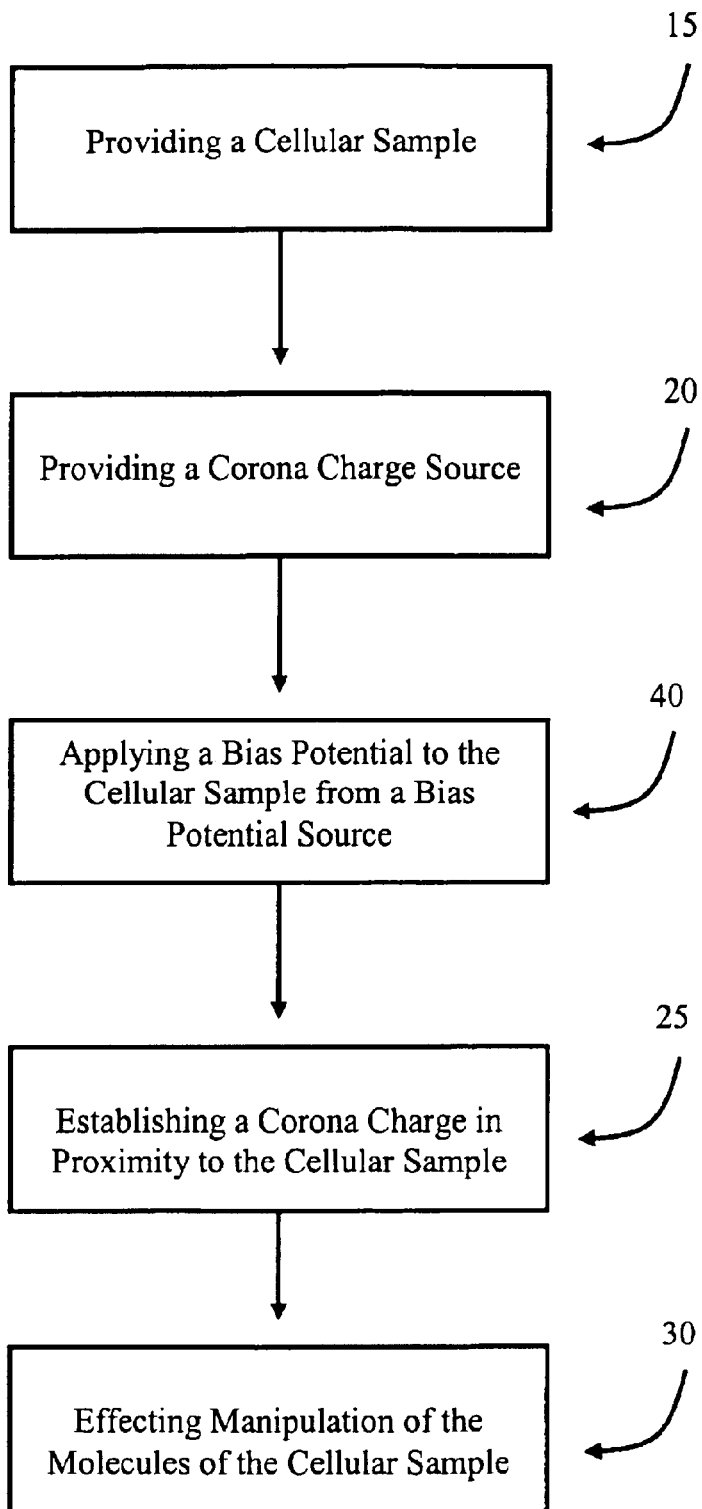 15
Providing a Cellular Sample
20
Providing a Corona Charge Source
40
Applying a Bias Potential to the
Cellular Sample from a Bias
Potential Source
25
Establishing a Corona Charge in
Proximity to the Cellular Sample
30
Effecting Manipulation of the
Molecules of the Cellular Sample